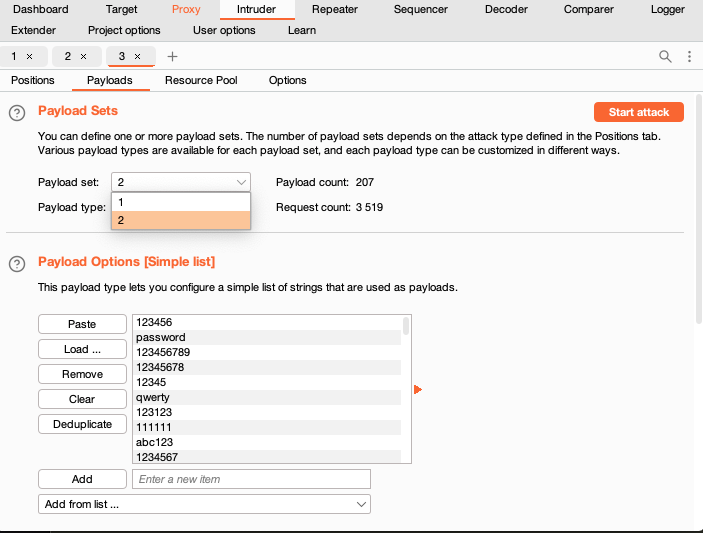 Dashboard Target Proxy Intruder Repeater Sequencer Decoder Comparer Logger
Extender Project options User options Learn
1 × 2 × 3 × +
Positions Payloads Resource Pool Options
? Payload Sets Start attack
You can define one or more payload sets. The number of payload sets depends on the attack type defined in the Positions tab.
Various payload types are available for each payload set, and each payload type can be customized in different ways.
Payload set: 2 Payload count: 207
1
Payload type: Request count: 3 519
2
? Payload Options [Simple list]
This payload type lets you configure a simple list of strings that are used as payloads.
Paste 123456
password
Load ... 123456789
12345678
Remove 12345
Clear qwerty
123123
Deduplicate 111111
abc123
1234567
Add Enter a new item
Add from list ...